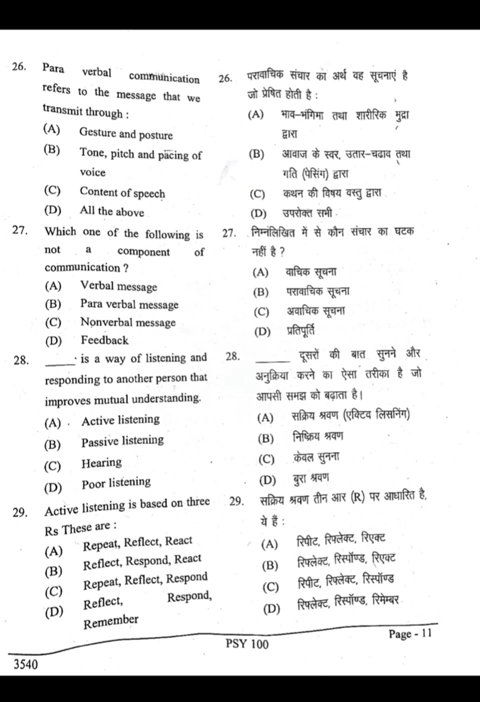 26. Para verbal communication
refers to the message that we
transmit through :
(A) Gesture and posture
(B) Tone, pitch and pacing of
voice
(C) Content of speech
(D) All the above
27. Which one of the following is
not a component of
communication ?
(A) Verbal message
(B) Para verbal message
(C) Nonverbal message
(D) Feedback
28. _____ is a way of listening and
responding to another person that
improves mutual understanding.
(A) Active listening
(B) Passive listening
(C) Hearing
(D) Poor listening
29. Active listening is based on three
Rs These are :
(A) Repeat, Reflect, React
(B) Reflect, Respond, React
(C) Repeat, Reflect, Respond
(D) Reflect, Respond,
Remember
26. परावाचिक संचार का अर्थ वह सूचनाएं है
जो प्रेषित होती है :
(A) भाव–भंगिमा तथा शारीरिक मुद्रा
द्वारा
(B) आवाज के स्वर, उतार-चढाव तथा
गति (पेसिंग) द्वारा
(C) कथन की विषय वस्तु द्वारा
(D) उपरोक्त सभी
27. निम्नलिखित में से कौन संचार का घटक
नहीं है ?
(A) वाचिक सूचना
(B) परावाचिक सूचना
(C) अवाचिक सूचना
(D) प्रतिपूर्ति
28. _____ दूसरों की बात सुनने और
अनुक्रिया करने का ऐसा तरीका है जो
आपसी समझ को बढ़ाता है।
(A) सक्रिय श्रवण (एक्टिव लिसनिंग)
(B) निष्क्रिय श्रवण
(C) केवल सुनना
(D) बुरा श्रवण
29. सक्रिय श्रवण तीन आर (R) पर आधारित है,
ये हैं :
(A) रिपीट, रिफ्लेक्ट, रिएक्ट
(B) रिफ्लेक्ट, रिस्पॉण्ड, रिएक्ट
(C) रिपीट, रिफ्लेक्ट, रिस्पॉण्ड
(D) रिफ्लेक्ट, रिस्पॉण्ड, रिमेम्बर
3540 PSY 100 Page - 11